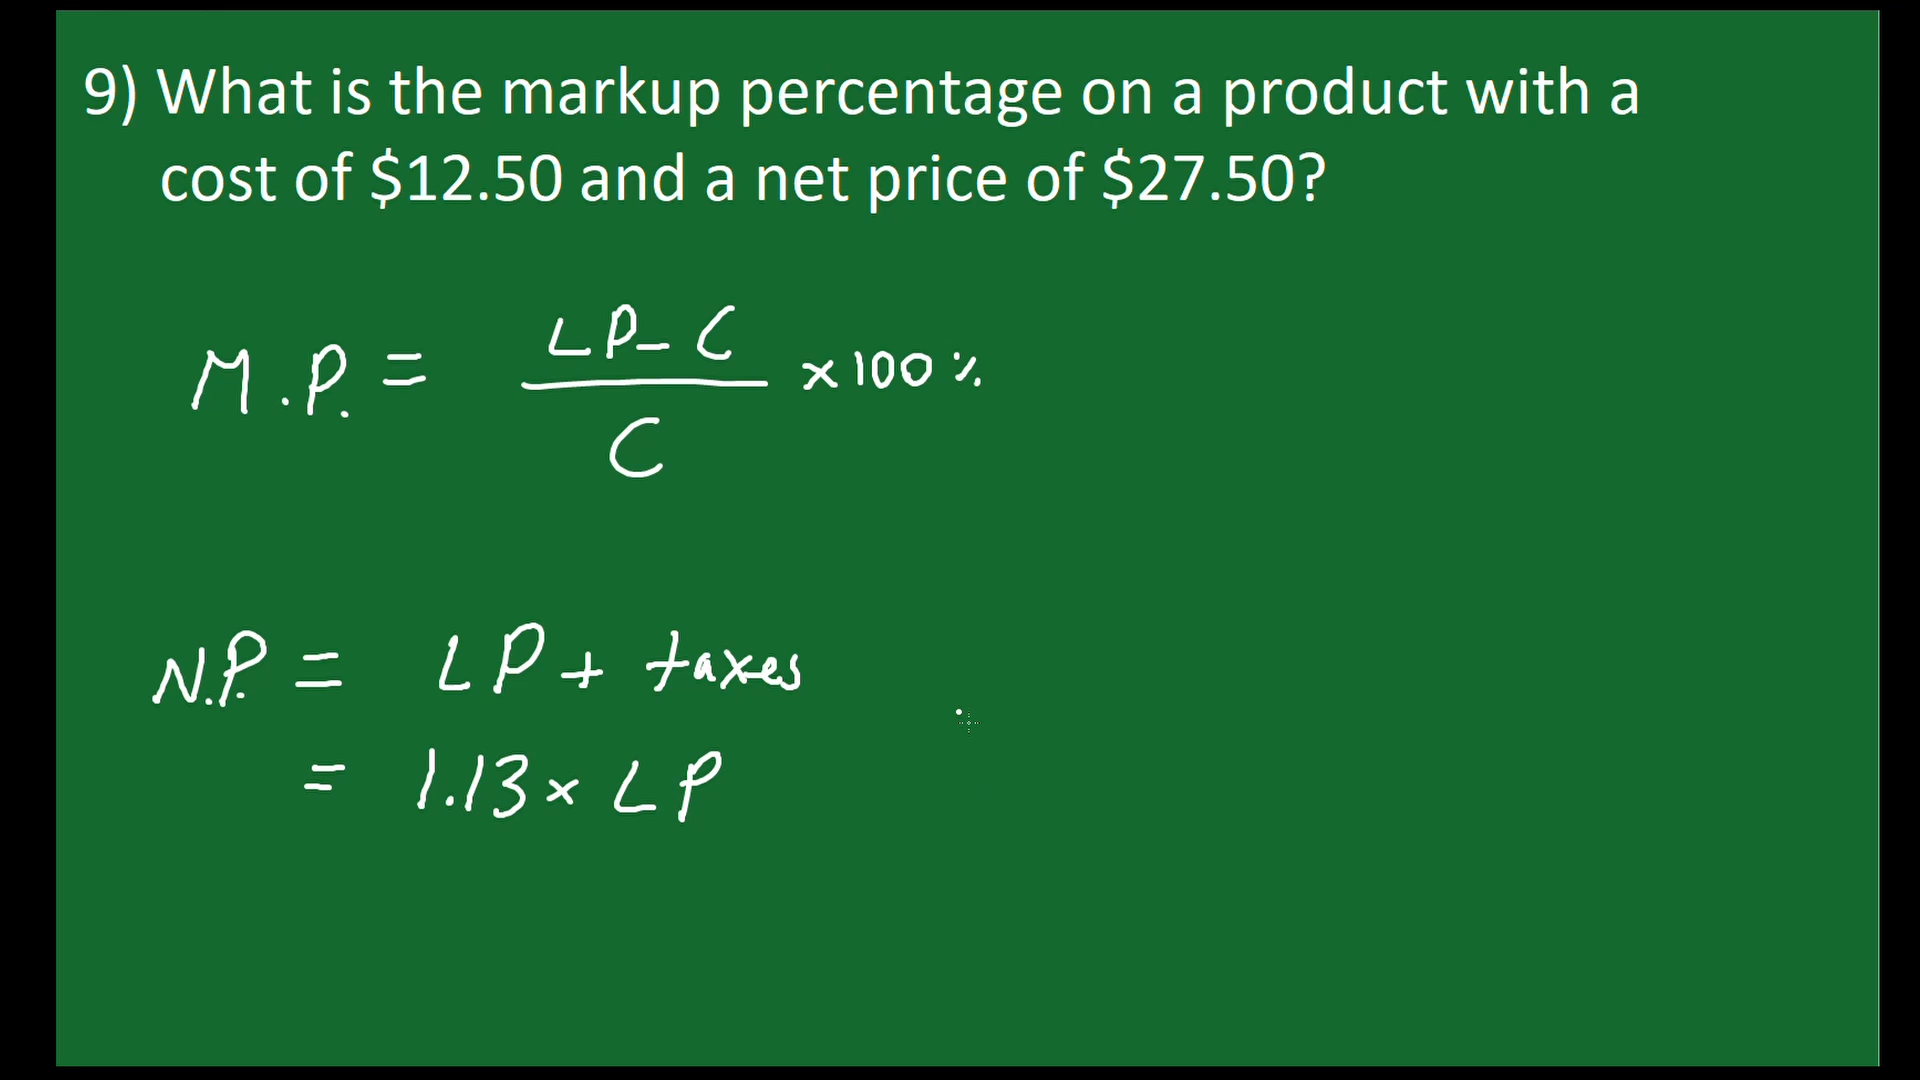 9) What is the markup percentage on a product with a
cost of $12.50 and a net price of $27.50?
M.P. = LP - C / C × 100 %
N.P. = LP + taxes
= 1.13 × LP